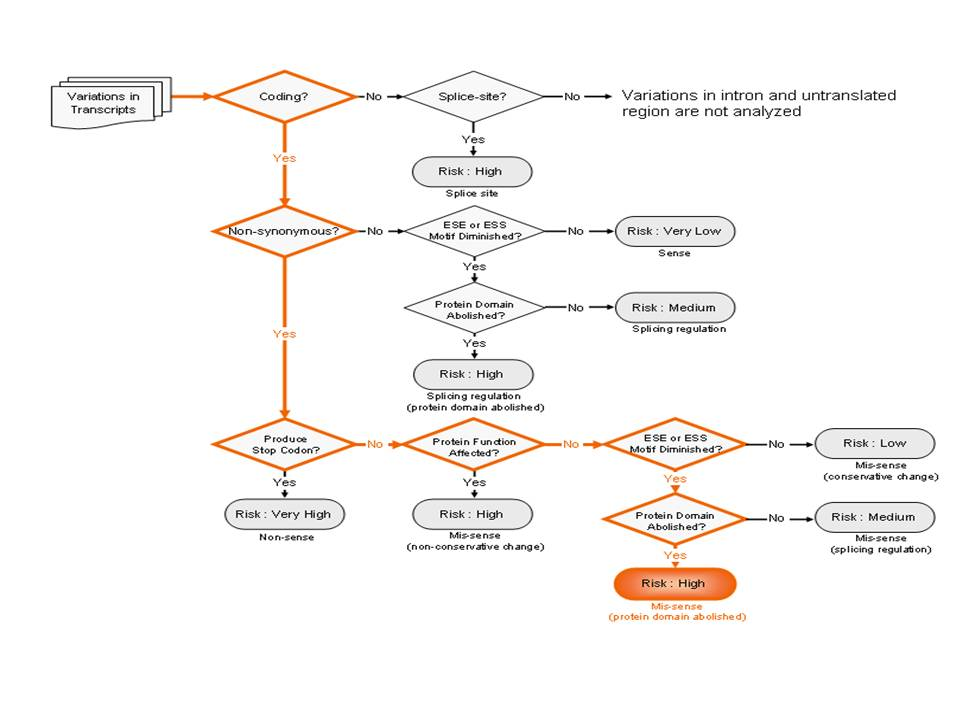 Variations in
Transcripts
Coding?
No
Splice-site?
No
Variations in intron and untranslated
region are not analyzed
Yes
Yes
Risk : High
Splice site
Non-synonymous?
No
ESE or ESS
Motif Diminished?
No
Risk : Very Low
Sense
Yes
Protein Domain
Abolished?
No
Risk : Medium
Splicing regulation
Yes
Yes
Risk : High
Splicing regulation
(protein domain abolished)
Produce
Stop Codon?
No
Protein Function
Affected?
No
ESE or ESS
Motif Diminished?
No
Risk : Low
Mis-sense
(conservative change)
Yes
Yes
Yes
Risk : Very High
Non-sense
Risk : High
Mis-sense
(non-conservative change)
Protein Domain
Abolished?
No
Risk : Medium
Mis-sense
(splicing regulation)
Yes
Risk : High
Mis-sense
(protein domain abolished)